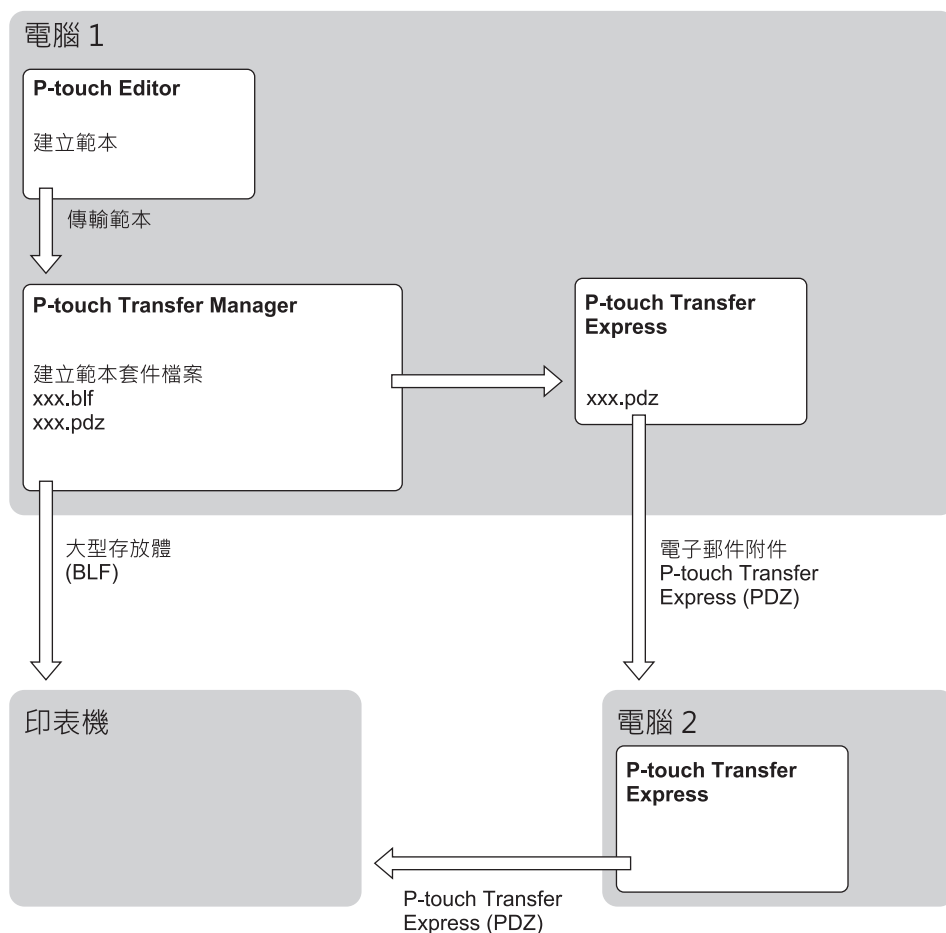 電腦 1
P-touch Editor
建立範本
傳輸範本
P-touch Transfer Manager
建立範本套件檔案
xxx.blf
xxx.pdz
P-touch Transfer
Express
xxx.pdz
大型存放體
(BLF)
電子郵件附件
P-touch Transfer
Express (PDZ)
印表機
電腦 2
P-touch Transfer
Express
P-touch Transfer
Express (PDZ)